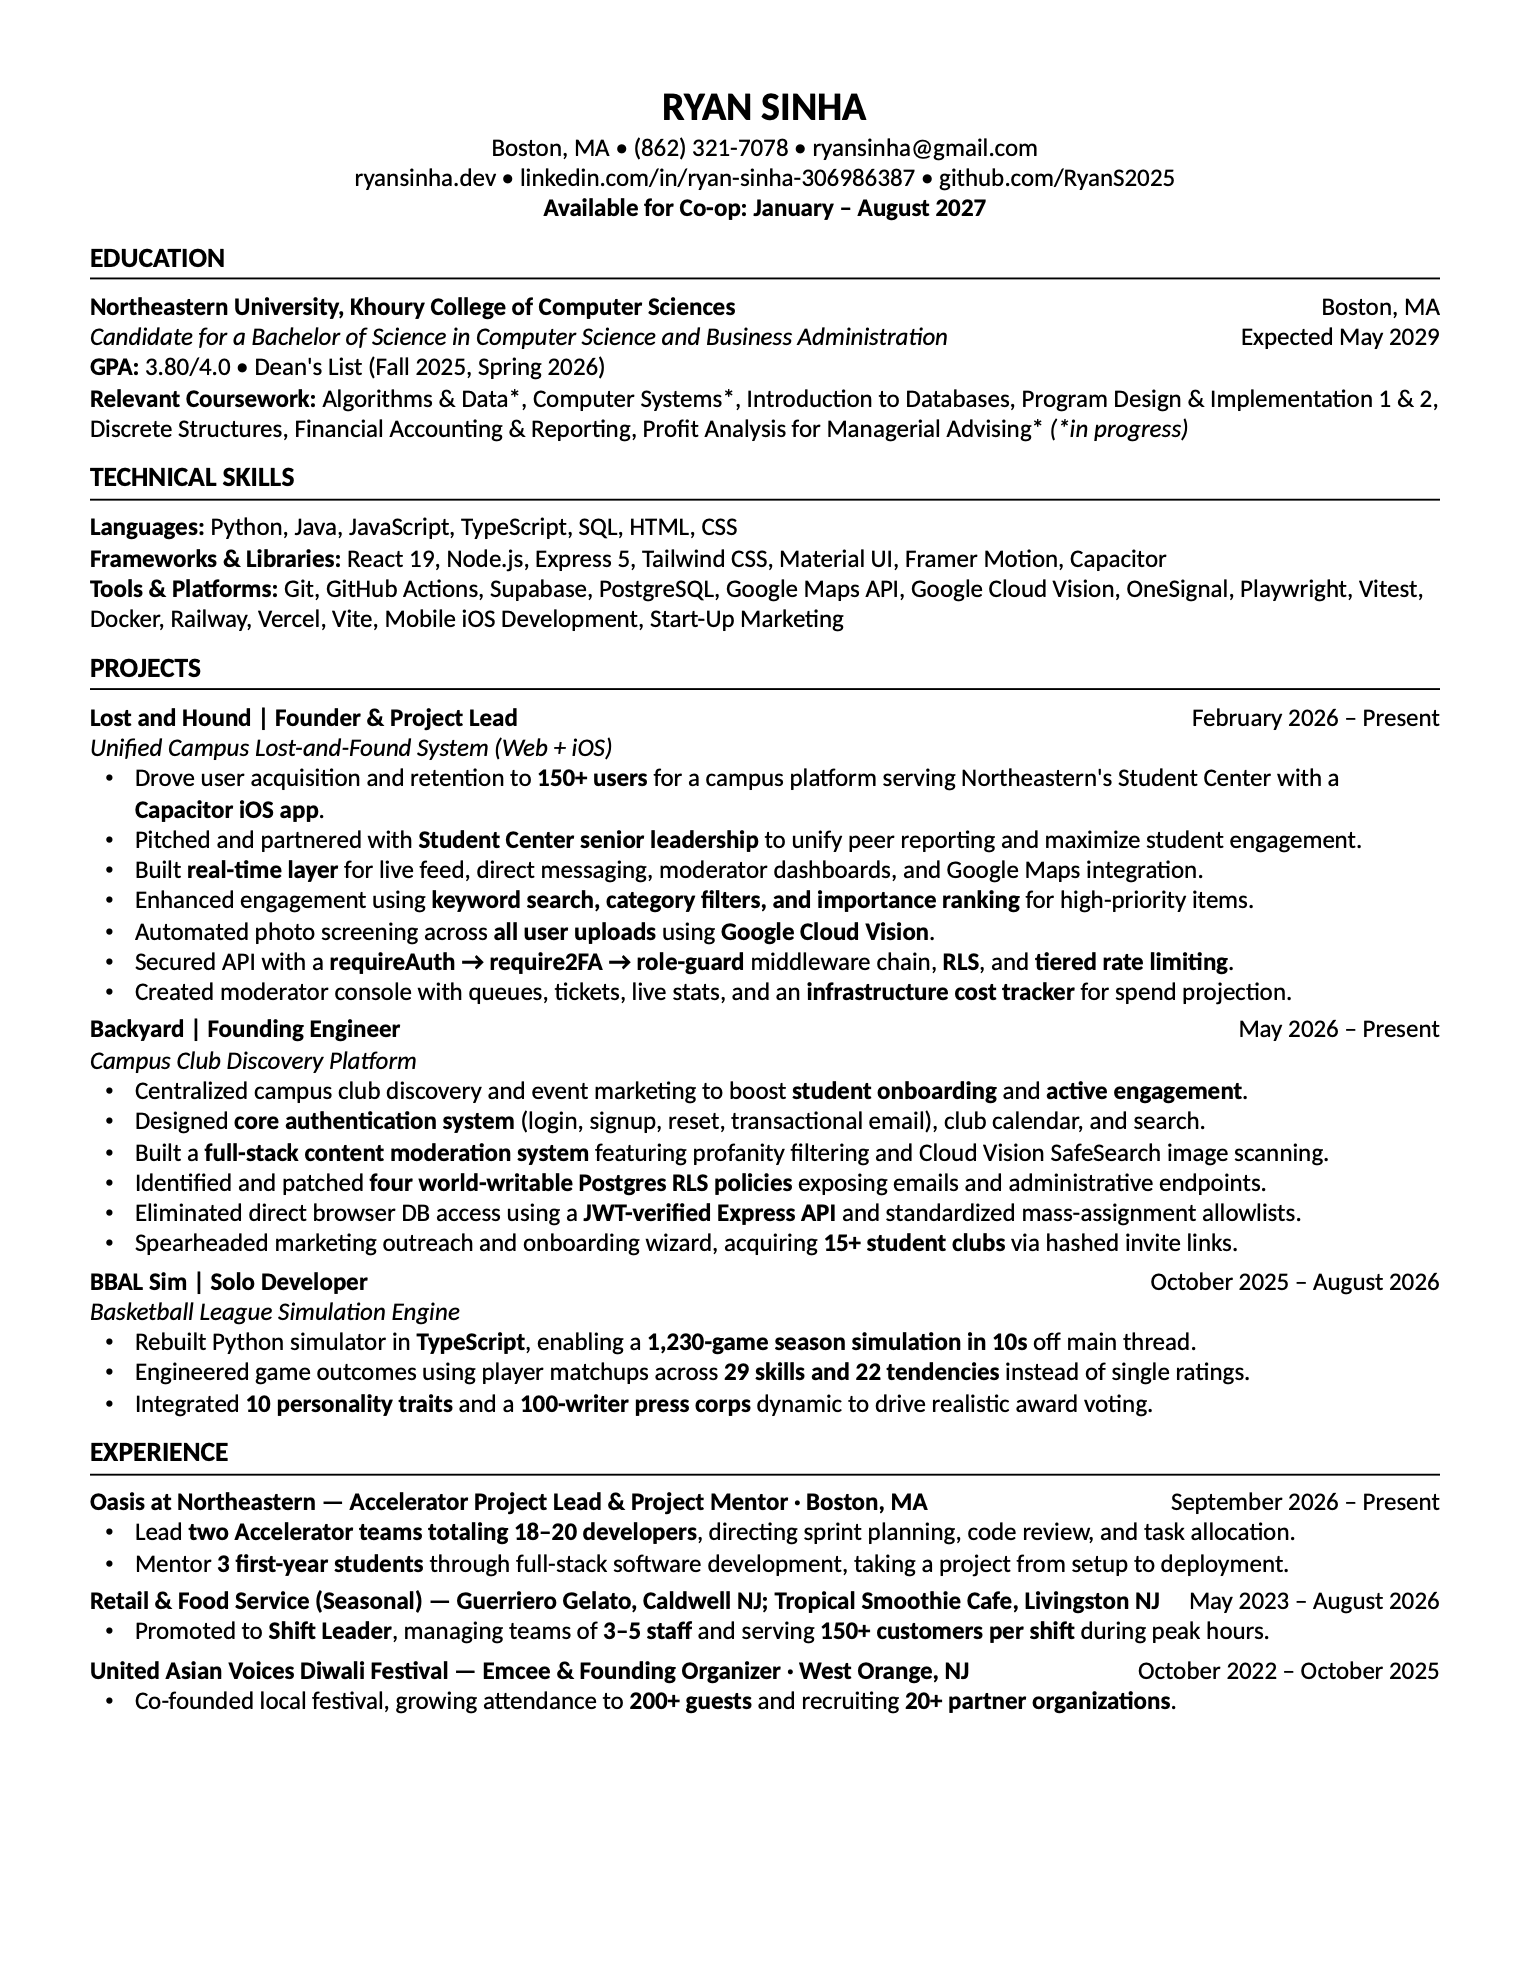 RYAN SINHA
Boston, MA • (862) 321-7078 • ryansinha@gmail.com
ryansinha.dev • linkedin.com/in/ryan-sinha-306986387 • github.com/RyanS2025
Available for Co-op: January – August 2027
EDUCATION
Northeastern University, Khoury College of Computer Sciences Boston, MA
Candidate for a Bachelor of Science in Computer Science and Business Administration Expected May 2029
GPA: 3.80/4.0 • Dean's List (Fall 2025, Spring 2026)
Relevant Coursework: Algorithms & Data*, Computer Systems*, Introduction to Databases, Program Design & Implementation 1 & 2,
Discrete Structures, Financial Accounting & Reporting, Profit Analysis for Managerial Advising* (*in progress)
TECHNICAL SKILLS
Languages: Python, Java, JavaScript, TypeScript, SQL, HTML, CSS
Frameworks & Libraries: React 19, Node.js, Express 5, Tailwind CSS, Material UI, Framer Motion, Capacitor
Tools & Platforms: Git, GitHub Actions, Supabase, PostgreSQL, Google Maps API, Google Cloud Vision, OneSignal, Playwright, Vitest,
Docker, Railway, Vercel, Vite, Mobile iOS Development, Start-Up Marketing
PROJECTS
Lost and Hound | Founder & Project Lead February 2026 – Present
Unified Campus Lost-and-Found System (Web + iOS)
• Drove user acquisition and retention to 150+ users for a campus platform serving Northeastern's Student Center with a
Capacitor iOS app.
• Pitched and partnered with Student Center senior leadership to unify peer reporting and maximize student engagement.
• Built real-time layer for live feed, direct messaging, moderator dashboards, and Google Maps integration.
• Enhanced engagement using keyword search, category filters, and importance ranking for high-priority items.
• Automated photo screening across all user uploads using Google Cloud Vision.
• Secured API with a requireAuth → require2FA → role-guard middleware chain, RLS, and tiered rate limiting.
• Created moderator console with queues, tickets, live stats, and an infrastructure cost tracker for spend projection.
Backyard | Founding Engineer May 2026 – Present
Campus Club Discovery Platform
• Centralized campus club discovery and event marketing to boost student onboarding and active engagement.
• Designed core authentication system (login, signup, reset, transactional email), club calendar, and search.
• Built a full-stack content moderation system featuring profanity filtering and Cloud Vision SafeSearch image scanning.
• Identified and patched four world-writable Postgres RLS policies exposing emails and administrative endpoints.
• Eliminated direct browser DB access using a JWT-verified Express API and standardized mass-assignment allowlists.
• Spearheaded marketing outreach and onboarding wizard, acquiring 15+ student clubs via hashed invite links.
BBAL Sim | Solo Developer October 2025 – August 2026
Basketball League Simulation Engine
• Rebuilt Python simulator in TypeScript, enabling a 1,230-game season simulation in 10s off main thread.
• Engineered game outcomes using player matchups across 29 skills and 22 tendencies instead of single ratings.
• Integrated 10 personality traits and a 100-writer press corps dynamic to drive realistic award voting.
EXPERIENCE
Oasis at Northeastern — Accelerator Project Lead & Project Mentor · Boston, MA September 2026 – Present
• Lead two Accelerator teams totaling 18–20 developers, directing sprint planning, code review, and task allocation.
• Mentor 3 first-year students through full-stack software development, taking a project from setup to deployment.
Retail & Food Service (Seasonal) — Guerriero Gelato, Caldwell NJ; Tropical Smoothie Cafe, Livingston NJ May 2023 – August 2026
• Promoted to Shift Leader, managing teams of 3–5 staff and serving 150+ customers per shift during peak hours.
United Asian Voices Diwali Festival — Emcee & Founding Organizer · West Orange, NJ October 2022 – October 2025
• Co-founded local festival, growing attendance to 200+ guests and recruiting 20+ partner organizations.